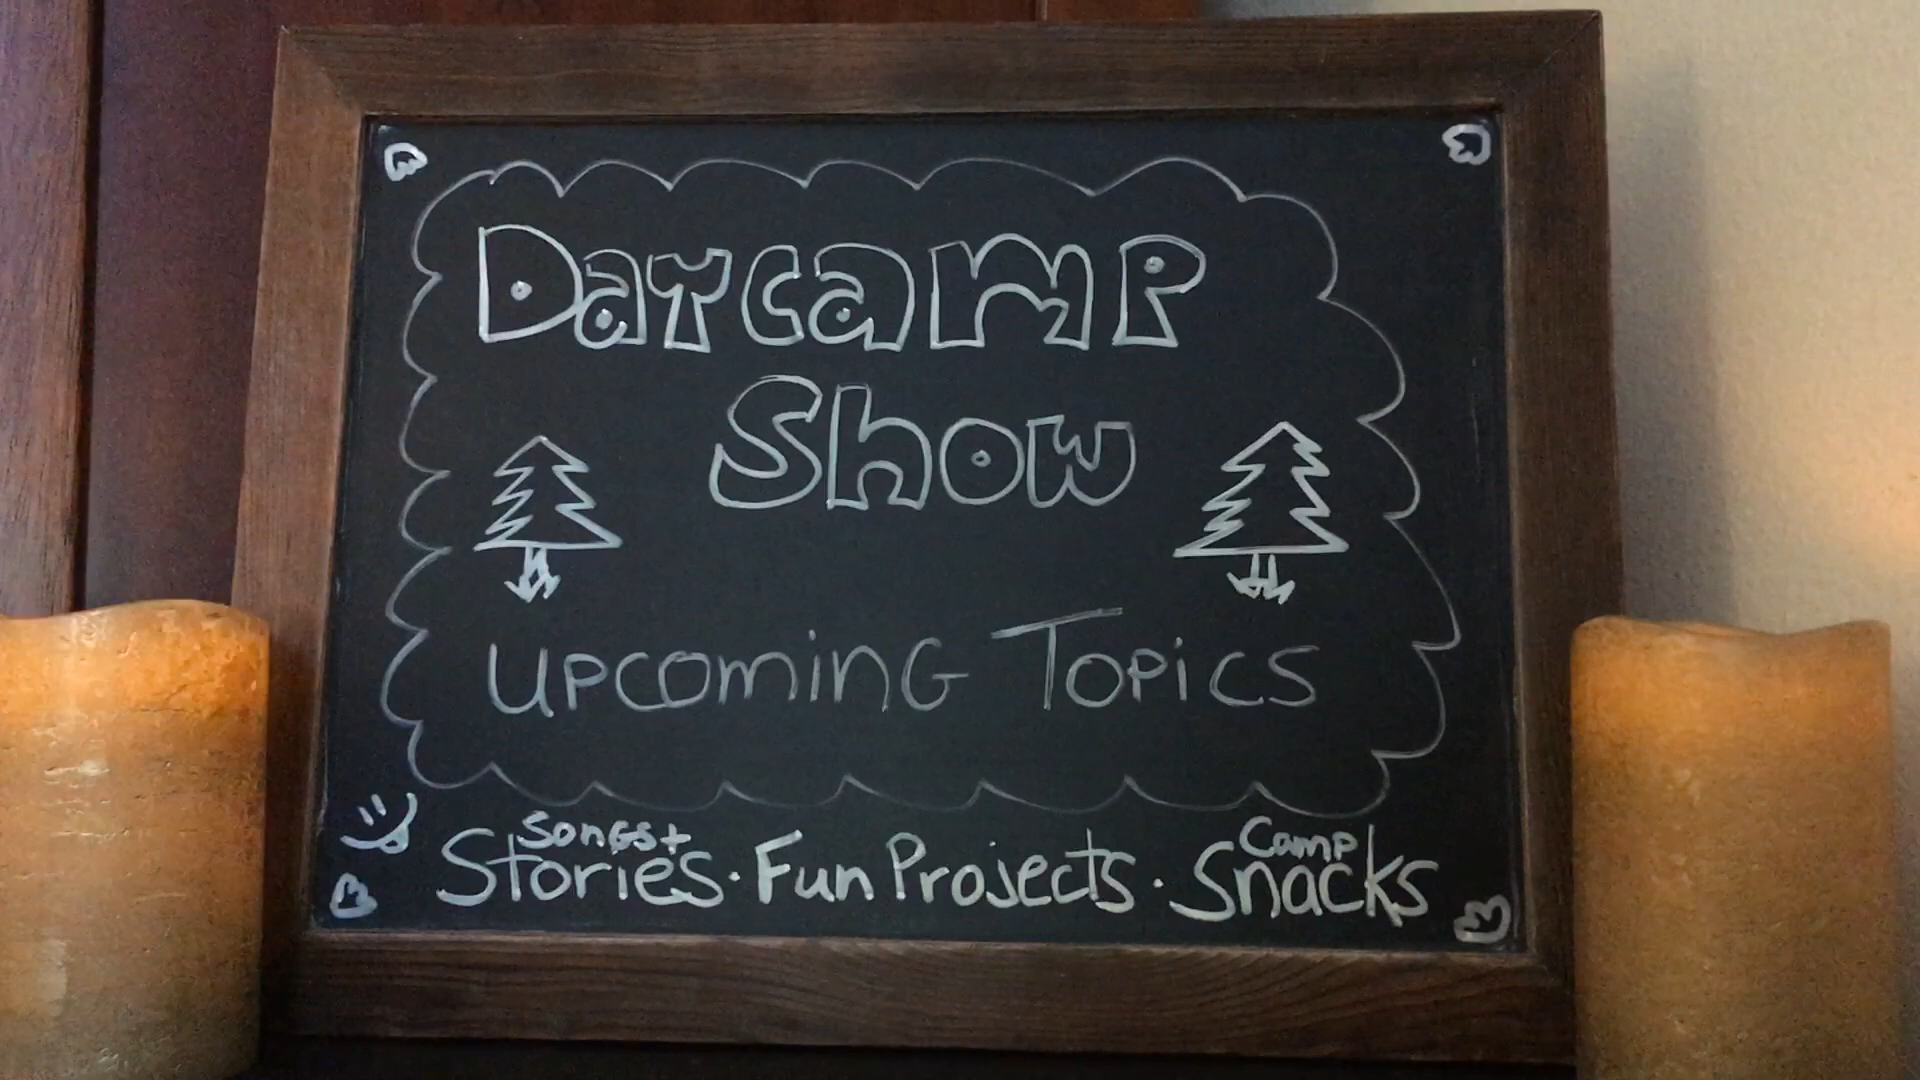 Daycamp
Show
Upcoming Topics
Songs +
Stories · Fun Projects · Camp Snacks